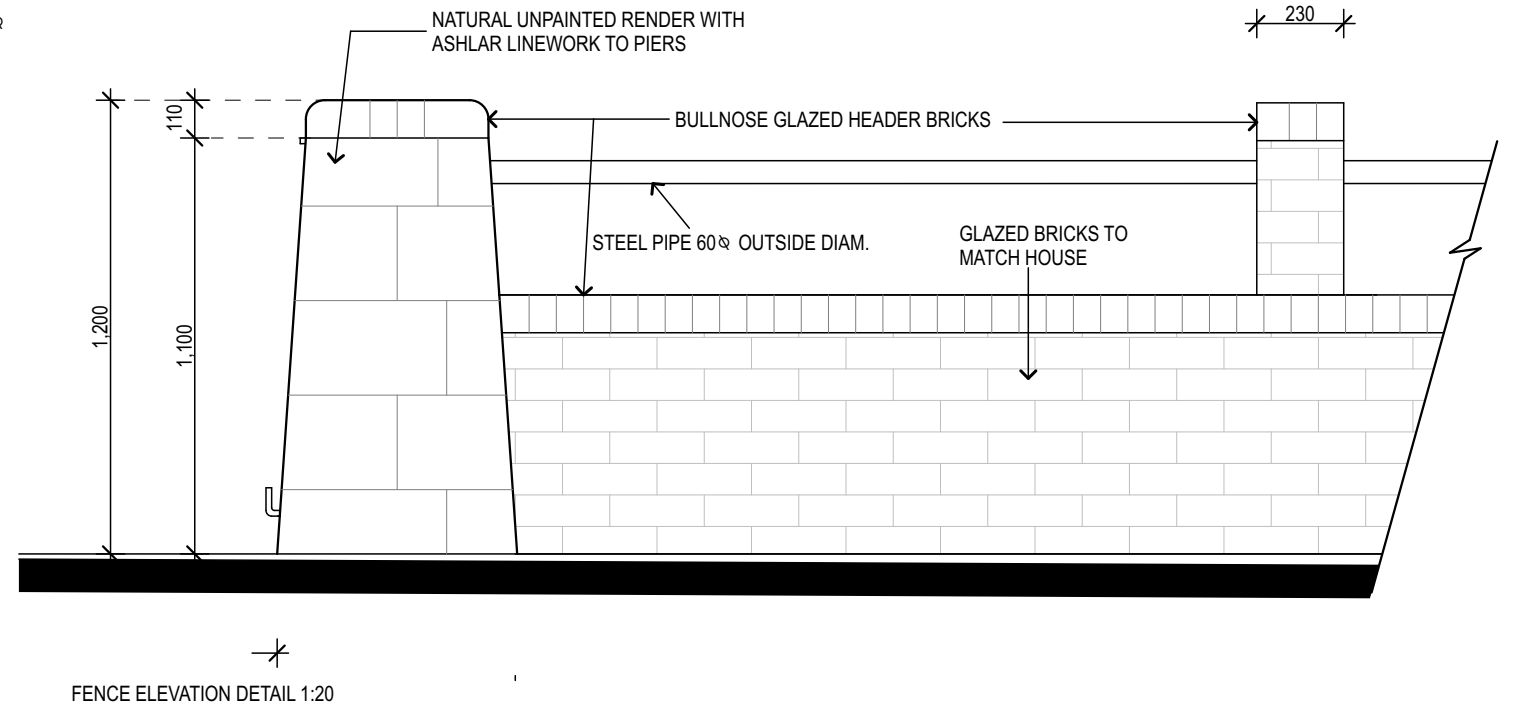 NATURAL UNPAINTED RENDER WITH
ASHLAR LINEWORK TO PIERS
230
110
BULLNOSE GLAZED HEADER BRICKS
STEEL PIPE 60⌀ OUTSIDE DIAM.
GLAZED BRICKS TO
MATCH HOUSE
1,200
1,100
FENCE ELEVATION DETAIL 1:20